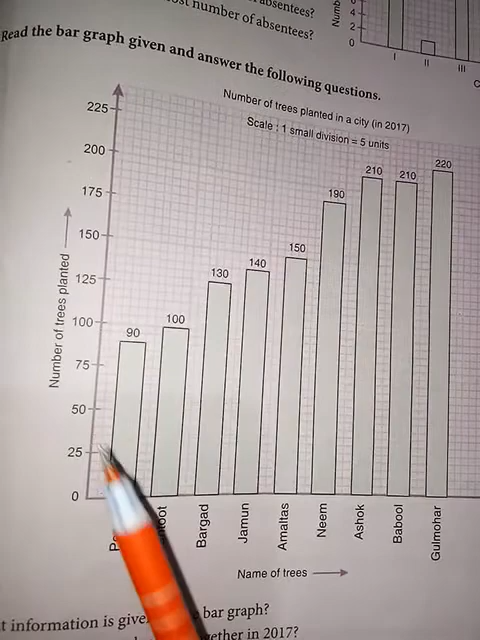 absentees?
number of absentees?
Numb
4
2
0
I
II
III
C
Read the bar graph given and answer the following questions.
Number of trees planted in a city (in 2017)
Scale : 1 small division = 5 units
225
200
175
150
125
100
75
50
25
0
Number of trees planted
90
100
130
140
150
190
210
210
220
Bargad
Jamun
Amaltas
Neem
Ashok
Babool
Gulmohar
Name of trees
t information is give bar graph?
gether in 2017?